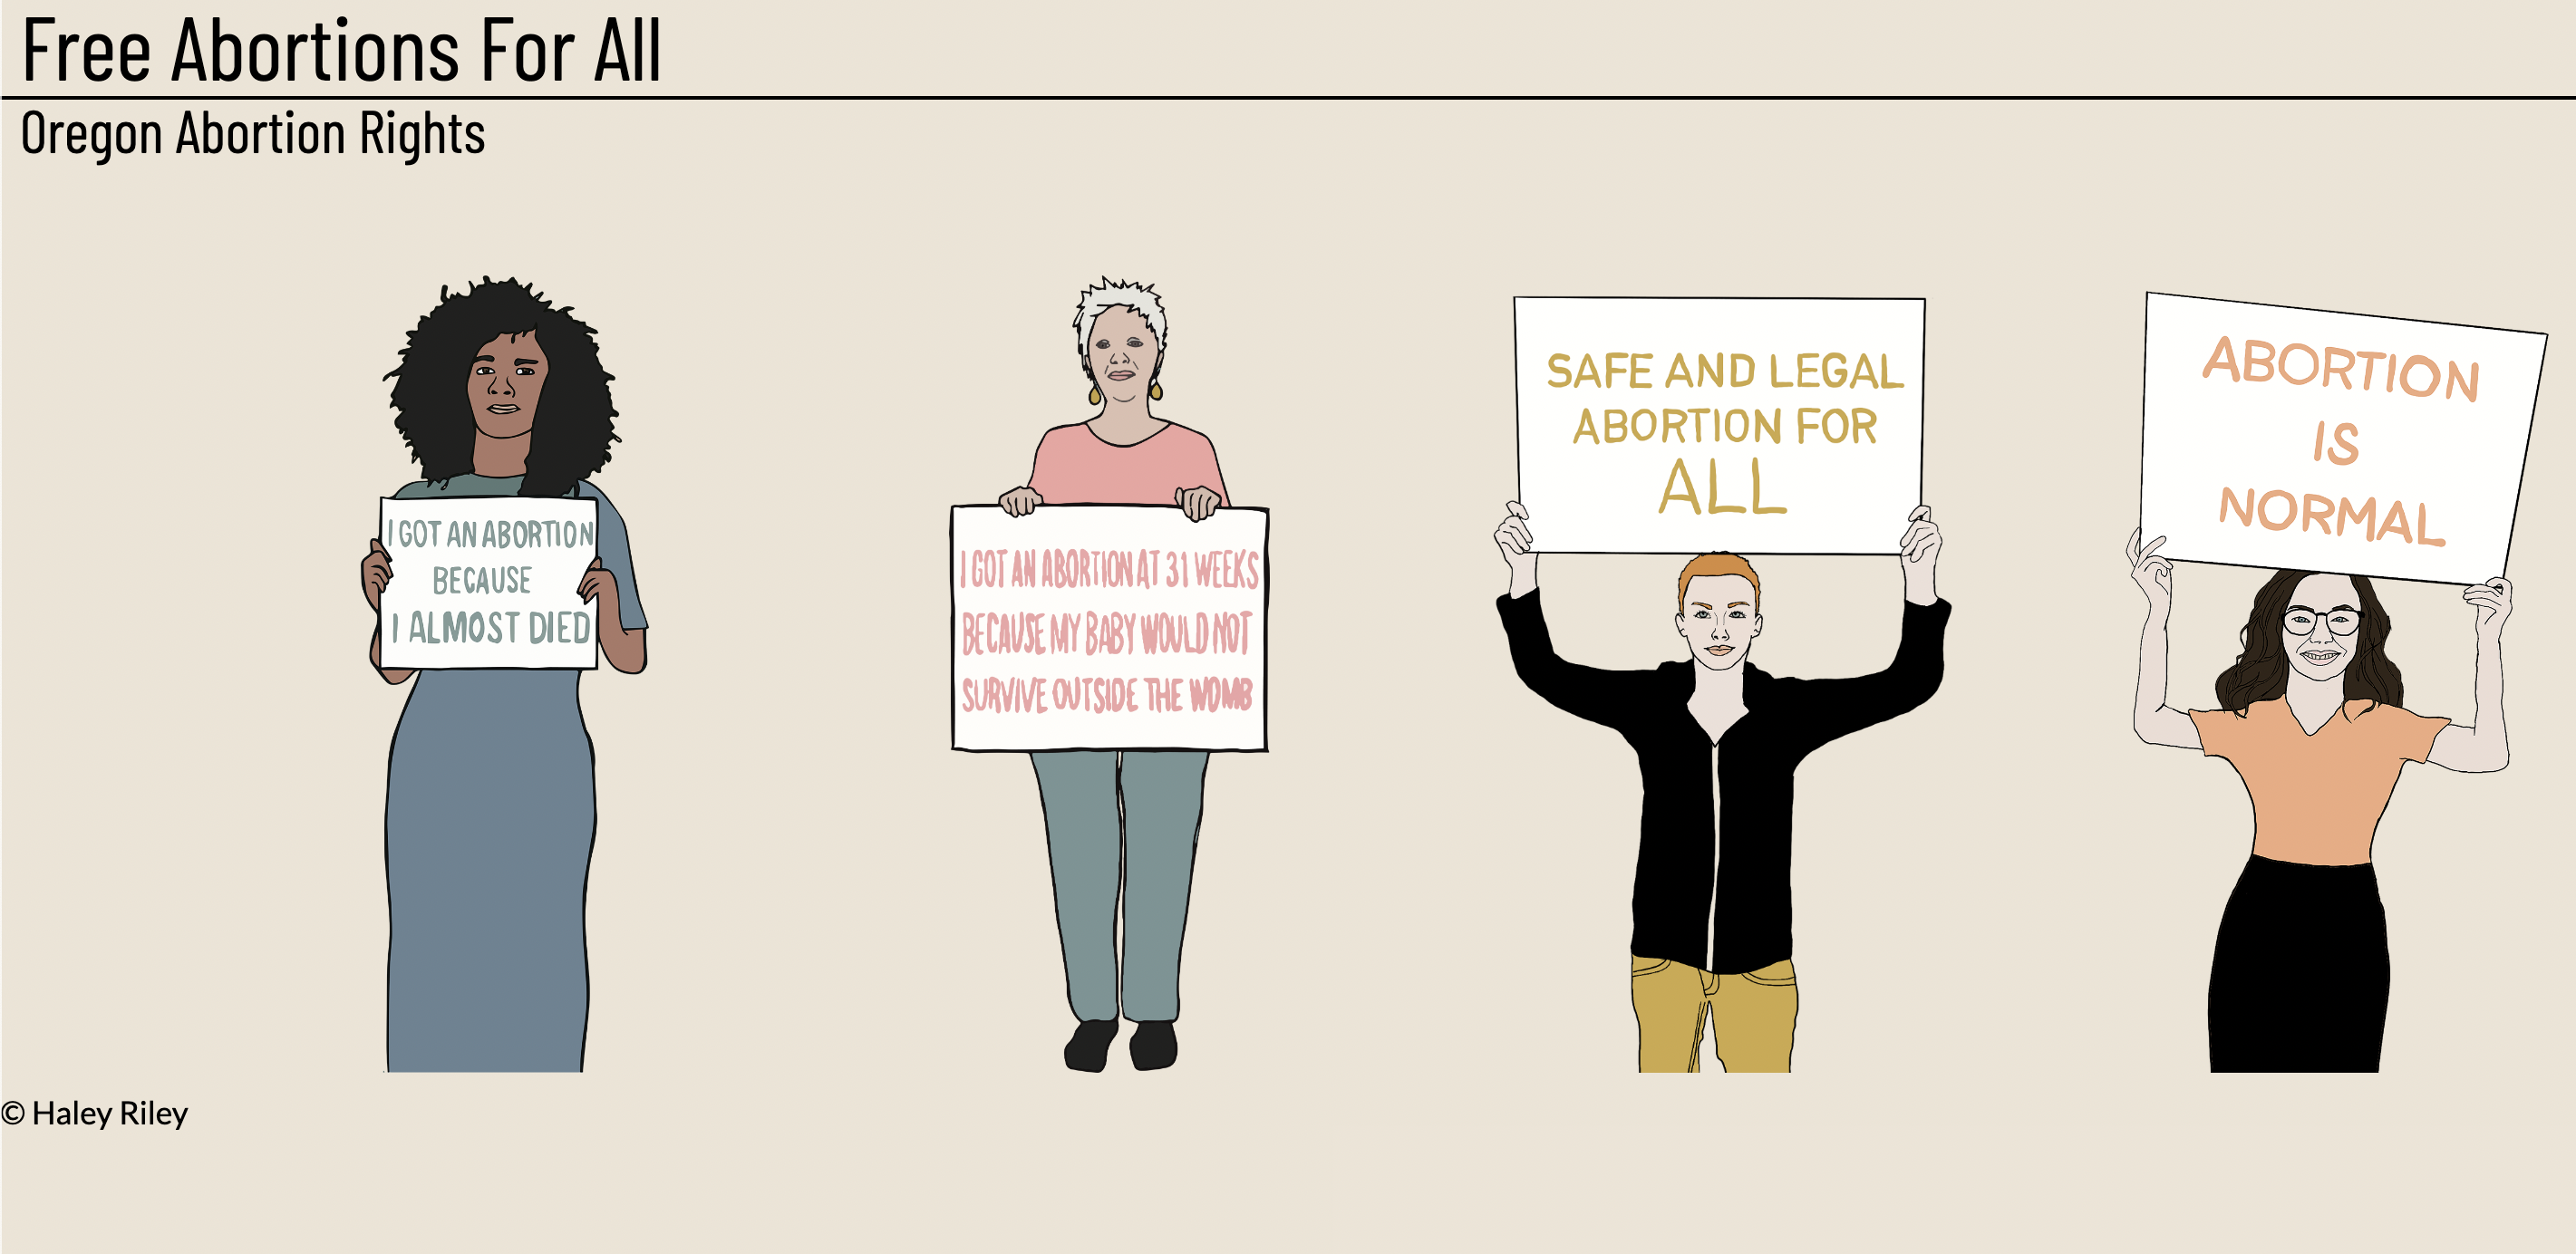 Free Abortions For All
Oregon Abortion Rights
I GOT AN ABORTION
BECAUSE
I ALMOST DIED
I GOT AN ABORTION AT 31 WEEKS
BECAUSE MY BABY WOULD NOT
SURVIVE OUTSIDE THE WOMB
SAFE AND LEGAL
ABORTION FOR
ALL
ABORTION
IS
NORMAL
© Haley Riley